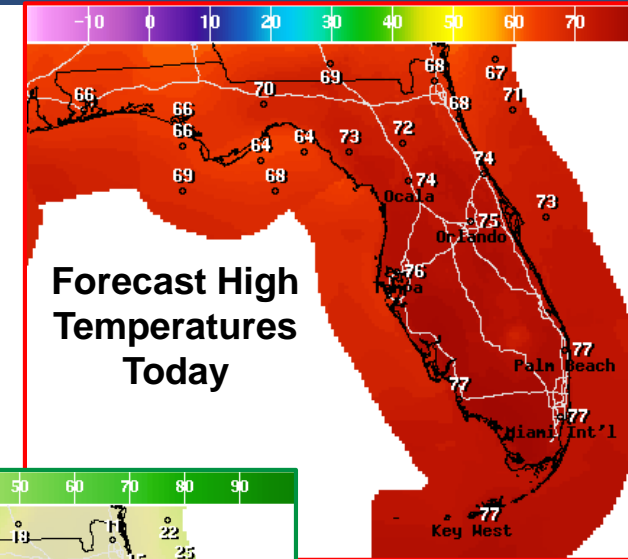 -10 0 10 20 30 40 50 60 70
68 67
69
66 70 71
66 68
66 72
64 64 73
74
69 68 74
Ocala
73
75
Orlando
76
Forecast High
Temperatures
Today
77
Palm Beach
77
77
Miami Int'l
77
Key West
50 60 70 80 90
18 22
25